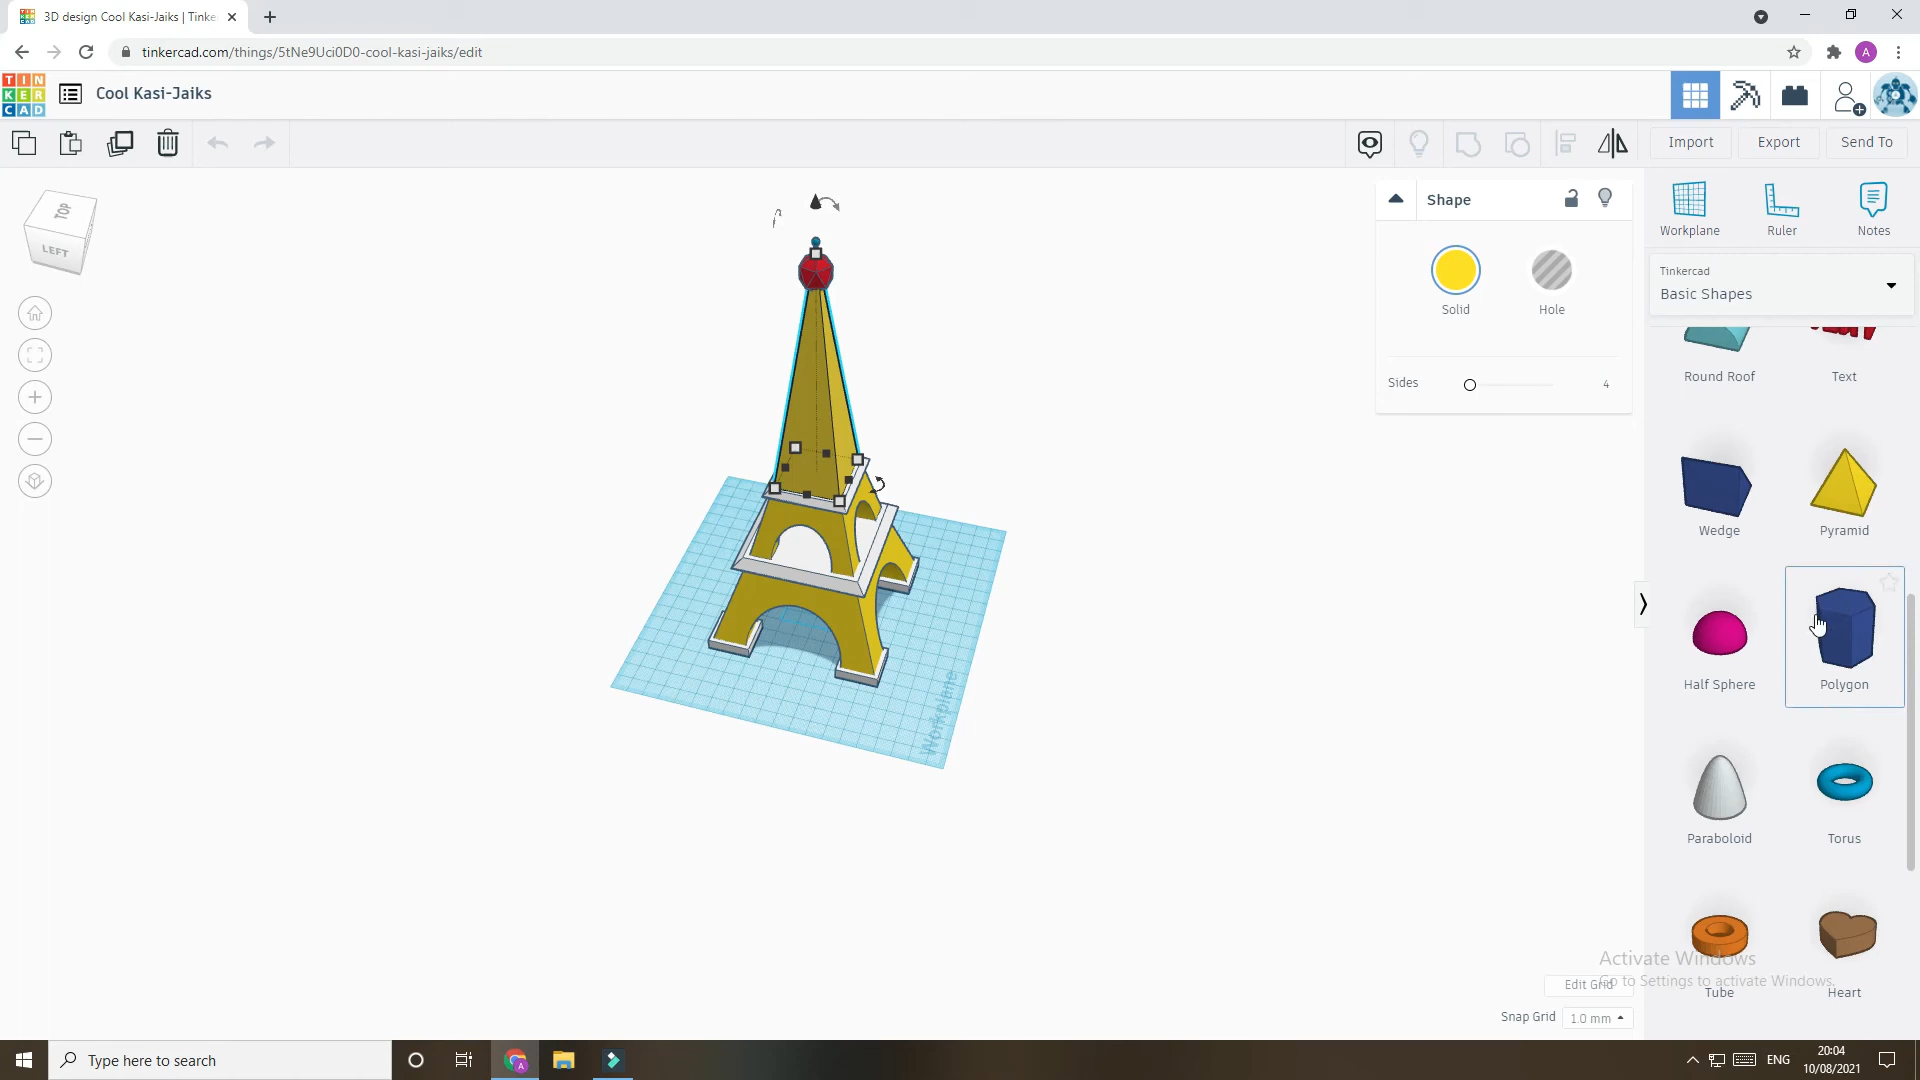 3D design Cool Kasi-Jaiks | Tinke
tinkercad.com/things/5tNe9Uci0D0-cool-kasi-jaiks/edit
A
TIN
KER
CAD
Cool Kasi-Jaiks
Import
Export
Send To
TOP
LEFT
Shape
Solid
Hole
Sides
4
Workplane
Ruler
Notes
Tinkercad
Basic Shapes
Round Roof
Text
Wedge
Pyramid
Half Sphere
Polygon
Paraboloid
Torus
Tube
Heart
Workplane
Activate Windows
Go to Settings to activate Windows.
Edit Grid
Snap Grid
1.0 mm
Type here to search
A
ENG
20:04
10/08/2021